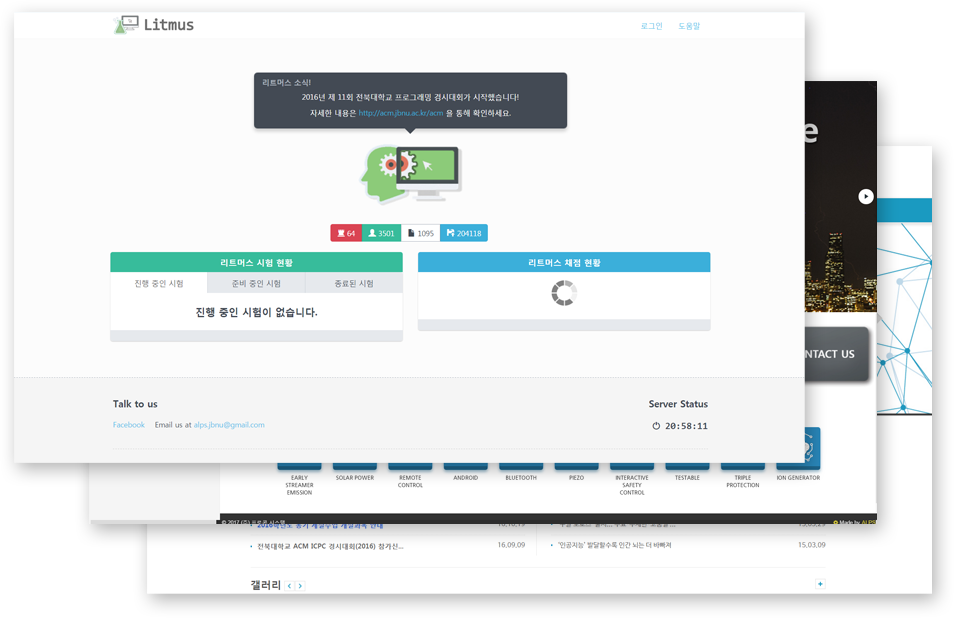 Litmus
로그인 도움말
리트머스 소식!
2016년 제 11회 전북대학교 프로그래밍 경시대회가 시작했습니다!
자세한 내용은 http://acm.jbnu.ac.kr/acm 을 통해 확인하세요.
64 3501 1095 204118
리트머스 시험 현황
진행 중인 시험 준비 중인 시험 종료된 시험
진행 중인 시험이 없습니다.
리트머스 채점 현황
Talk to us
Facebook Email us at alps.jbnu@gmail.com
Server Status
20:58:11
e
NTACT US
EARLY
STREAMER
EMISSION
SOLAR POWER
REMOTE
CONTROL
ANDROID
BLUETOOTH
PIEZO
INTERACTIVE
SAFETY
CONTROL
TESTABLE
TRIPLE
PROTECTION
ION GENERATOR
Made by ALPS
전북대학교 ACM ICPC 경시대회(2016) 참가신... 16.09.09
'인공지능' 발달할수록 인간 뇌는 더 바빠져 15.03.09
갤러리